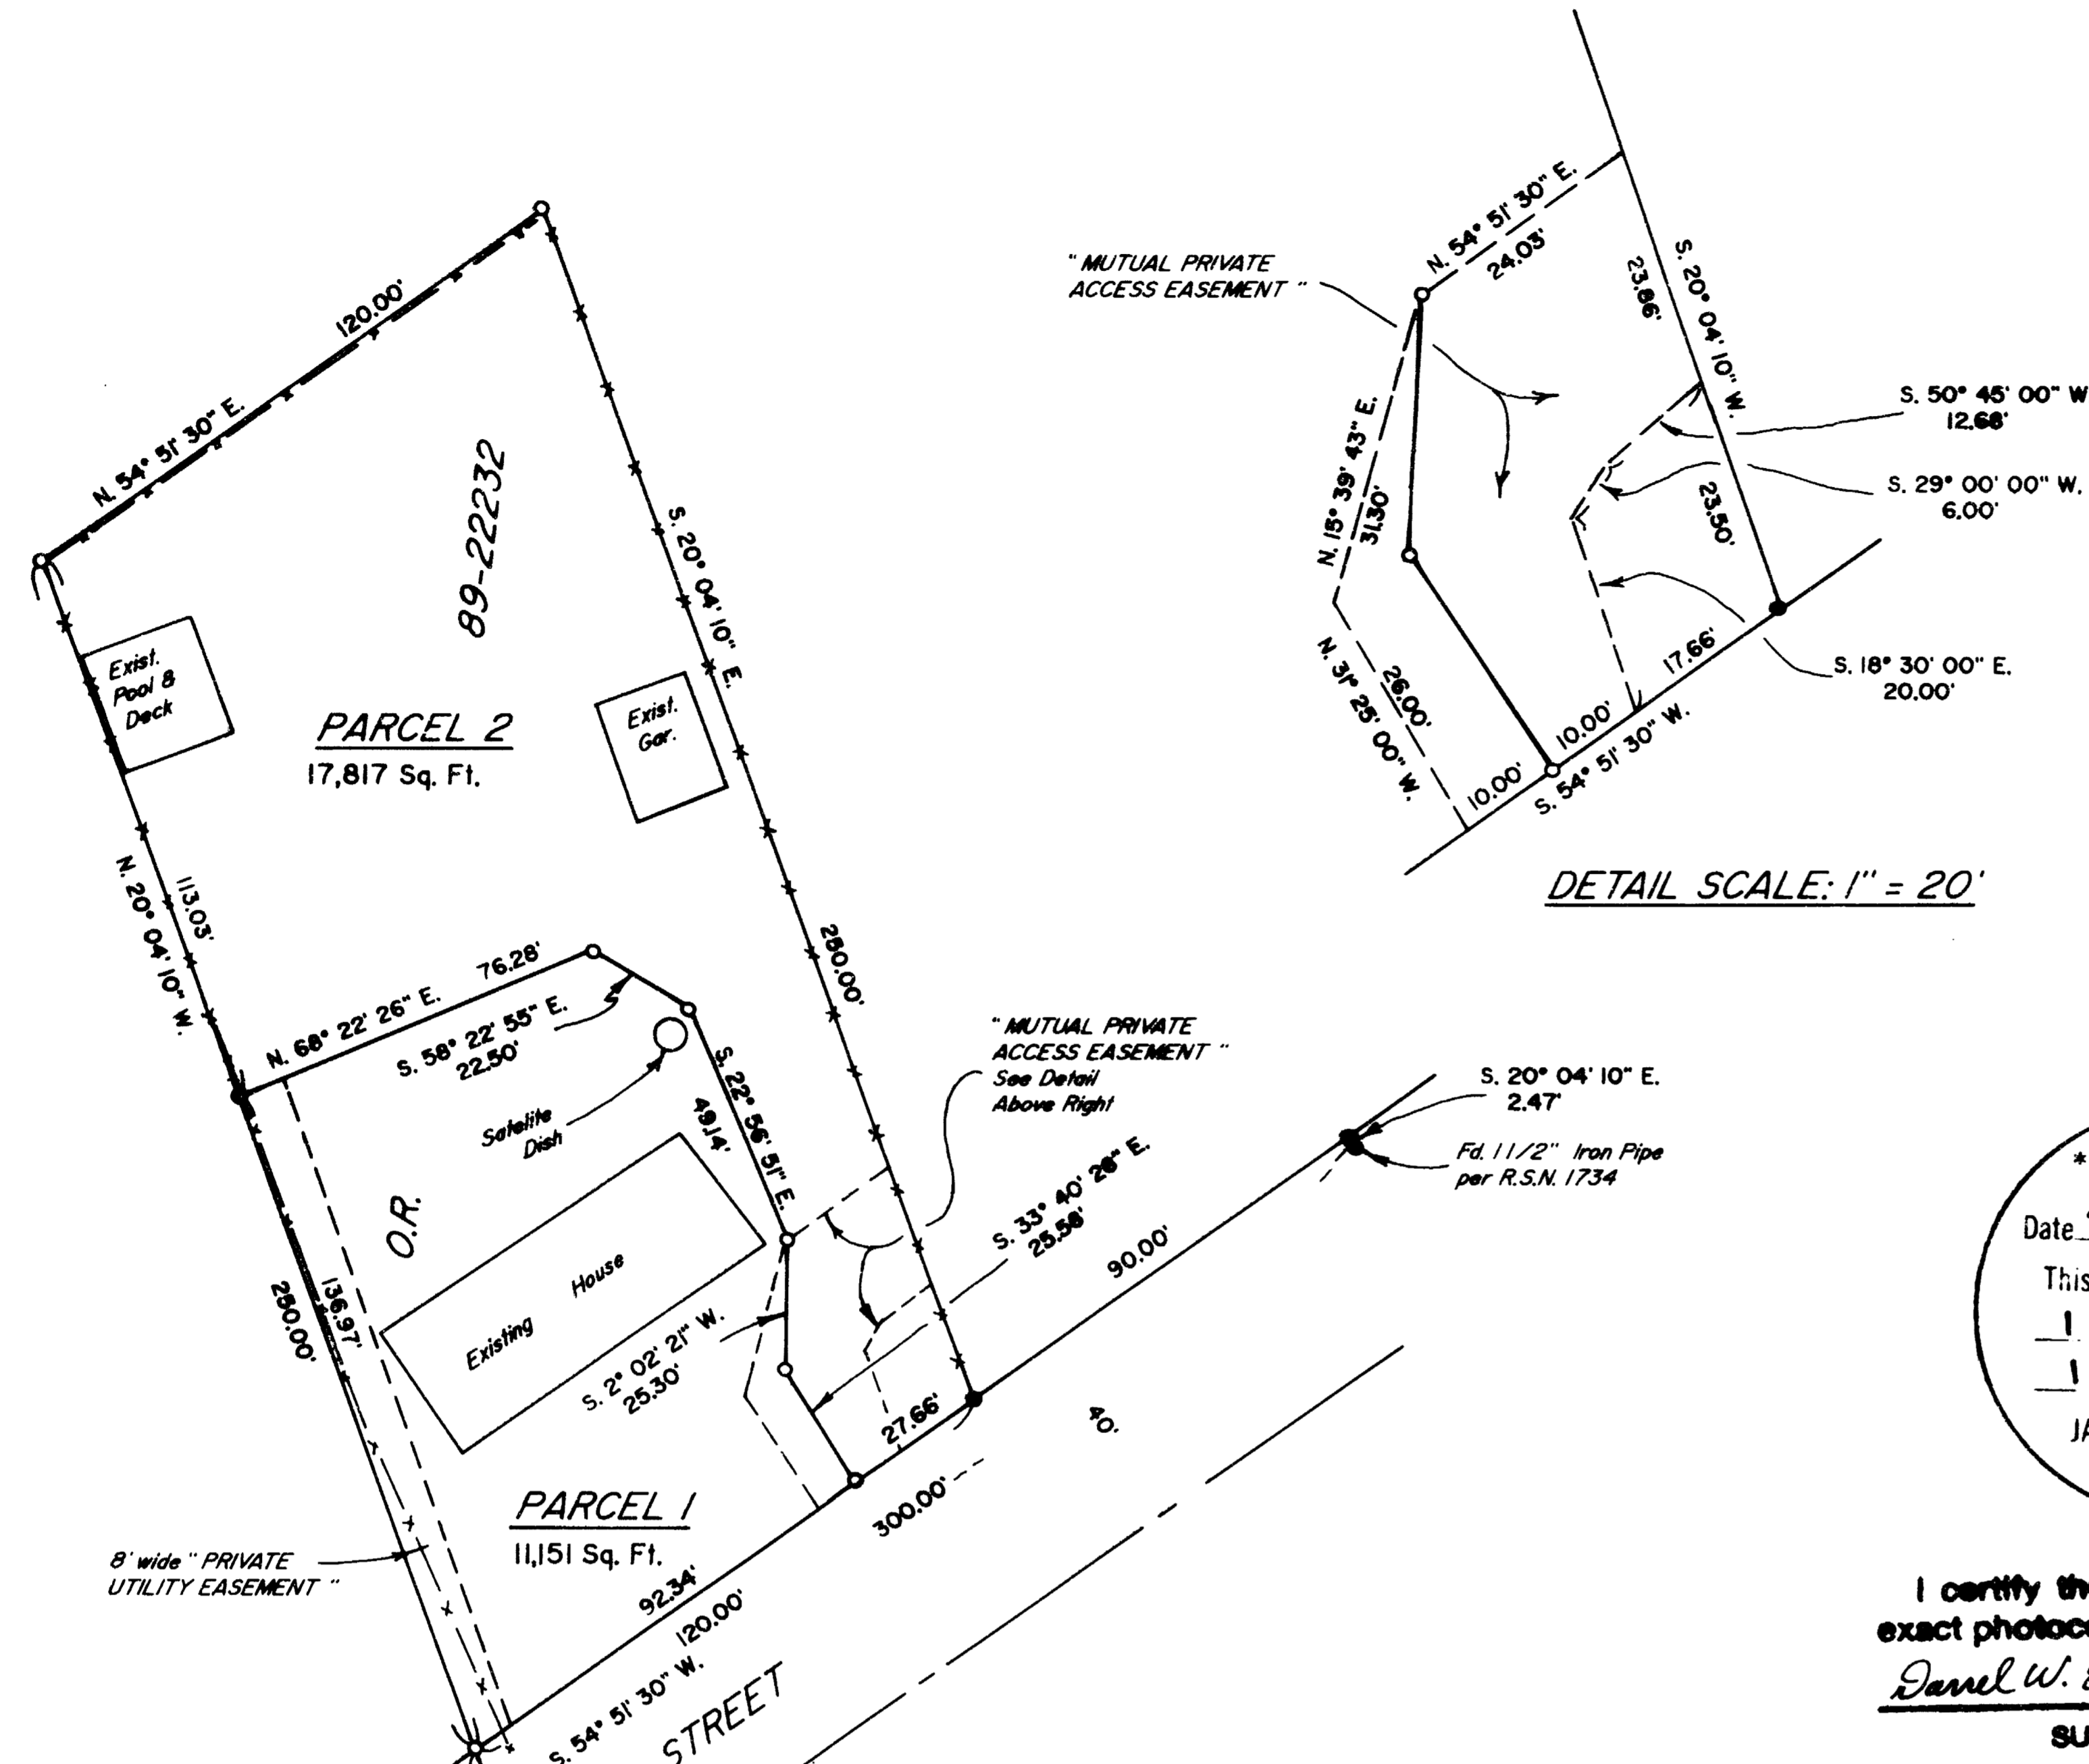 N. 54° 51' 30" E.
120.00'
89-22232
S. 20° 04' 10" E.
250.00'
Exist.
Pool &
Deck
PARCEL 2
17,817 Sq. Ft.
Exist.
Gar.
N. 20° 04' 10" W.
113.03'
N. 68° 22' 26" E.
76.28'
S. 58° 22' 55" E.
22.50'
Satelite
Dish
S. 22° 56' 51" E.
49.14'
O.R.
250.00'
136.97'
Existing House
S. 2° 02' 21" W.
25.30'
"MUTUAL PRIVATE
ACCESS EASEMENT"
See Detail
Above Right
S. 33° 40' 26" E.
25.58'
27.66'
90.00'
S. 20° 04' 10" E.
2.47'
Fd. 1 1/2" Iron Pipe
per R.S.N. 1734
40.
300.00'
PARCEL 1
11,151 Sq. Ft.
8' wide "PRIVATE
UTILITY EASEMENT"
92.34'
120.00'
S. 54° 51' 30" W.
STREET
"MUTUAL PRIVATE
ACCESS EASEMENT"
N. 54° 51' 30" E.
24.03'
S. 20° 04' 10" W.
23.86'
23.50'
N. 15° 39' 43" E.
31.30'
N. 31° 25' 00" W.
26.00'
S. 50° 45' 00" W
12.68'
S. 29° 00' 00" W.
6.00'
S. 18° 30' 00" E.
20.00'
17.66'
10.00'
10.00'
S. 54° 51' 30" W.
DETAIL SCALE: 1" = 20'
*
Date
This
1
1
JA
I certify th
exact photoc
Darrel W.
SU